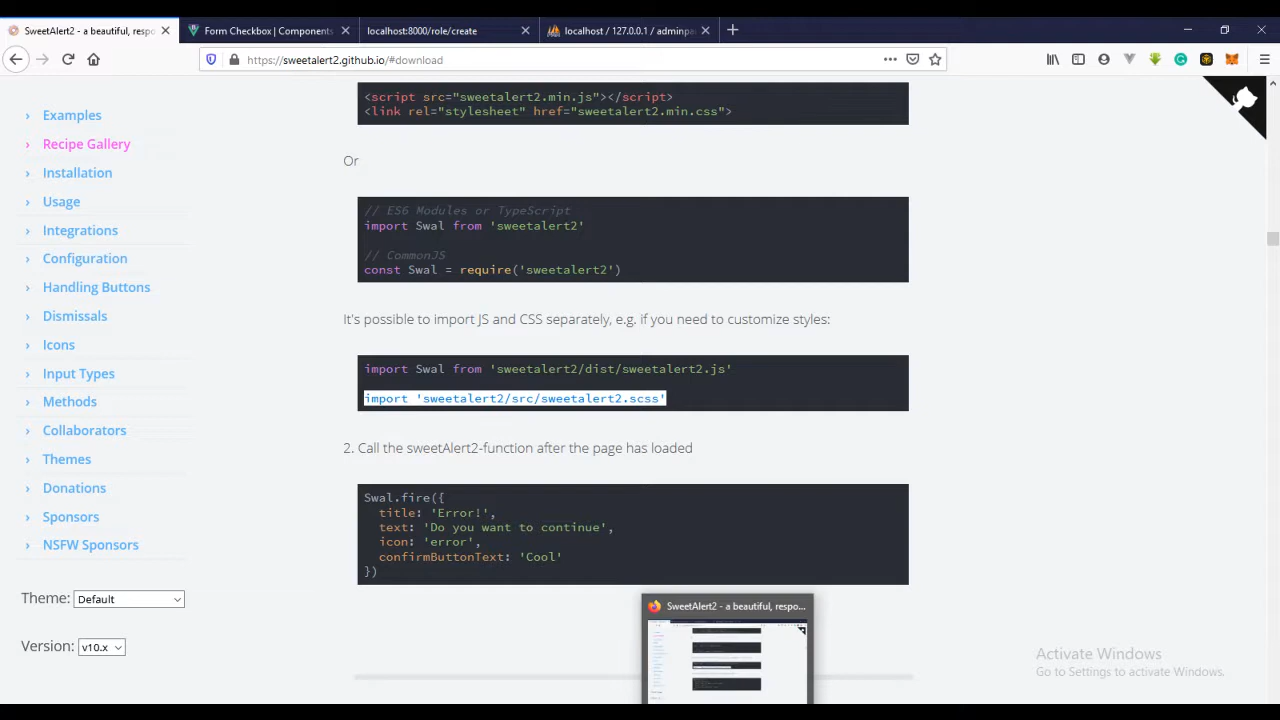 SweetAlert2 - a beautiful, respo
Form Checkbox | Components
localhost:8000/role/create
localhost / 127.0.0.1 / adminpa
https://sweetalert2.github.io/#download
Examples
Recipe Gallery
Installation
Usage
Integrations
Configuration
Handling Buttons
Dismissals
Icons
Input Types
Methods
Collaborators
Themes
Donations
Sponsors
NSFW Sponsors
Theme: Default
Version: v10.x
<script src="sweetalert2.min.js"></script>
<link rel="stylesheet" href="sweetalert2.min.css">
Or
// ES6 Modules or TypeScript
import Swal from 'sweetalert2'
// CommonJS
const Swal = require('sweetalert2')
It's possible to import JS and CSS separately, e.g. if you need to customize styles:
import Swal from 'sweetalert2/dist/sweetalert2.js'
import 'sweetalert2/src/sweetalert2.scss'
2. Call the sweetAlert2-function after the page has loaded
Swal.fire({
title: 'Error!',
text: 'Do you want to continue',
icon: 'error',
confirmButtonText: 'Cool'
})
SweetAlert2 - a beautiful, respo...
Activate Windows
Go to Settings to activate Windows.